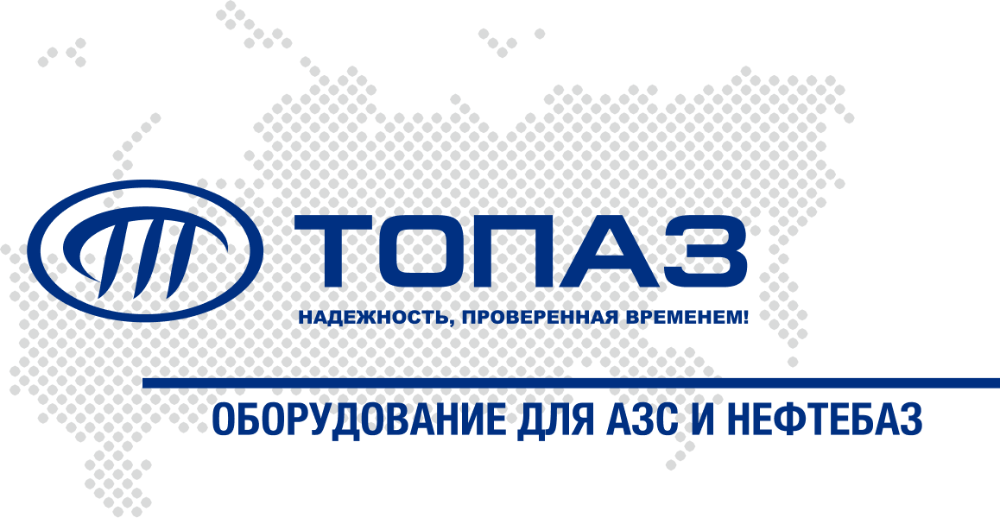 ТОПАЗ
НАДЕЖНОСТЬ, ПРОВЕРЕННАЯ ВРЕМЕНЕМ!
ОБОРУДОВАНИЕ ДЛЯ АЗС И НЕФТЕБАЗ